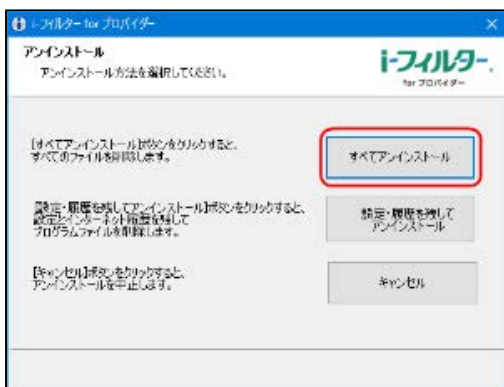 i-フィルター for プロバイダー
アンインストール
アンインストール方法を選択してください。
i-フィルター.
for プロバイダー
[すべてアンインストール]ボタンをクリックすると、
すべてのファイルを削除します。
すべてアンインストール
[設定・履歴を残してアンインストール]ボタンをクリックすると、
設定とインターネット履歴を残して
プログラムファイルを削除します。
設定・履歴を残して
アンインストール
[キャンセル]ボタンをクリックすると、
アンインストールを中止します。
キャンセル